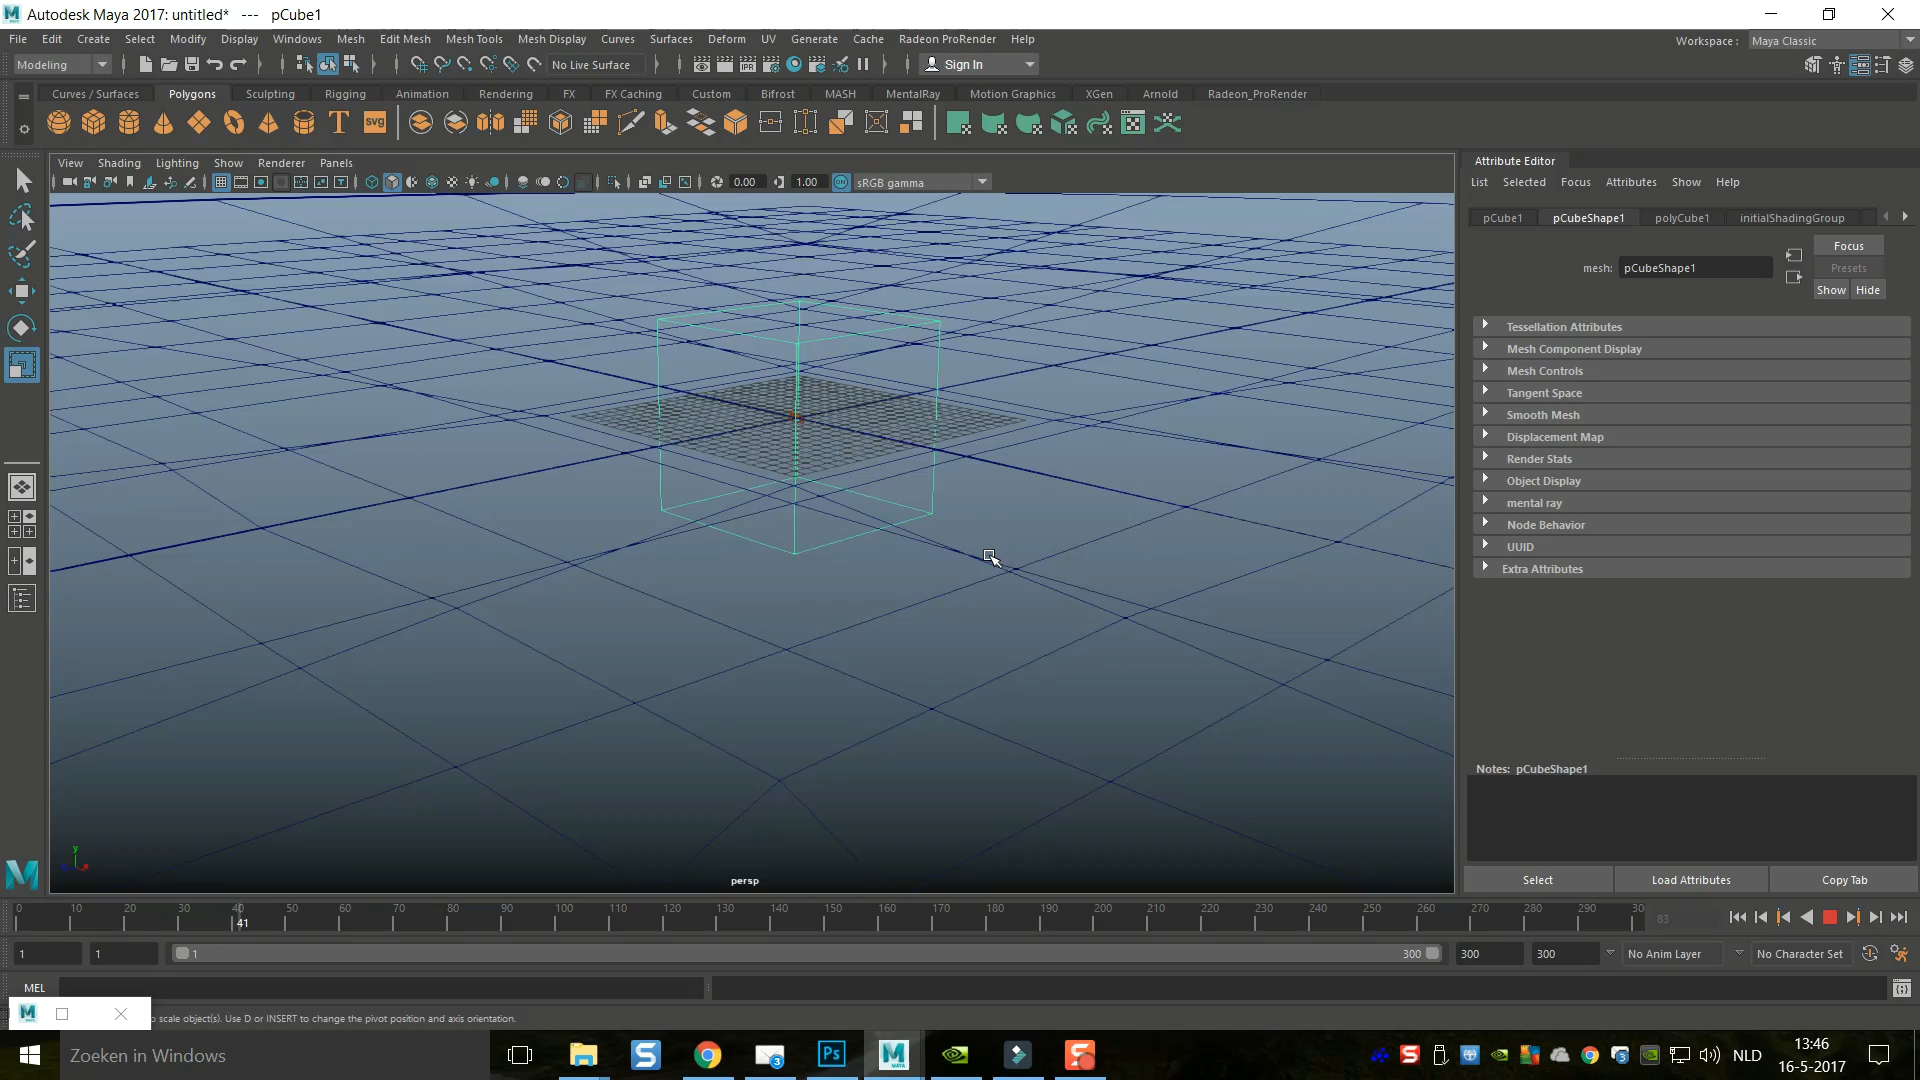 Autodesk Maya 2017: untitled* --- pCube1
File Edit Create Select Modify Display Windows Mesh Edit Mesh Mesh Tools Mesh Display Curves Surfaces Deform UV Generate Cache Radeon ProRender Help
Workspace : Maya Classic
Modeling No Live Surface Sign In
Curves / Surfaces Polygons Sculpting Rigging Animation Rendering FX FX Caching Custom Bifrost MASH MentalRay Motion Graphics XGen Arnold Radeon_ProRender
IPR
T SVG
View Shading Lighting Show Renderer Panels
0.00 1.00 sRGB gamma
Attribute Editor
List Selected Focus Attributes Show Help
pCube1 pCubeShape1 polyCube1 initialShadingGroup
Focus
mesh: pCubeShape1
Presets
Show Hide
Tessellation Attributes
Mesh Component Display
Mesh Controls
Tangent Space
Smooth Mesh
Displacement Map
Render Stats
Object Display
mental ray
Node Behavior
UUID
Extra Attributes
Notes: pCubeShape1
Select Load Attributes Copy Tab
y
persp
0 10 20 30 40 50 60 70 80 90 100 110 120 130 140 150 160 170 180 190 200 210 220 230 240 250 260 270 280 290 30
41
83
1 1 1 300 300 300 No Anim Layer No Character Set
MEL
scale object(s). Use D or INSERT to change the pivot position and axis orientation.
Zoeken in Windows
Ps
MAYA
3
NLD
13:46
16-5-2017